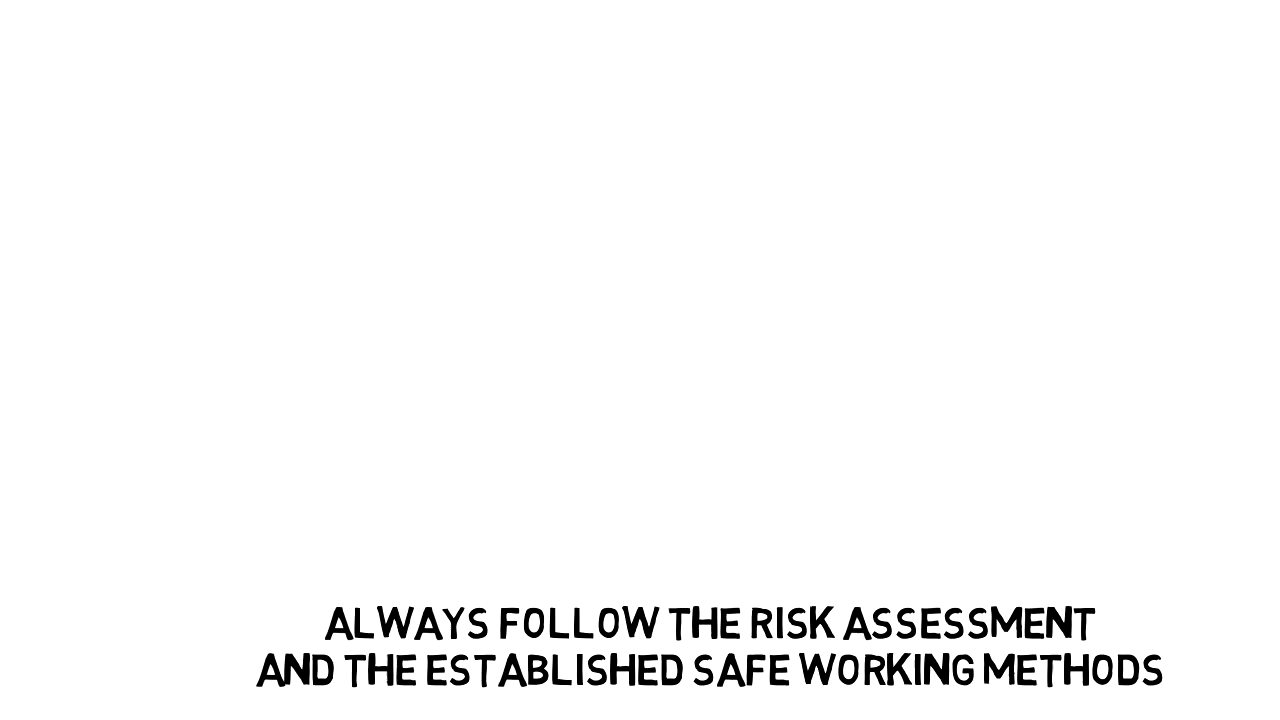 ALWAYS FOLLOW THE RISK ASSESSMENT
AND THE ESTABLISHED SAFE WORKING METHODS